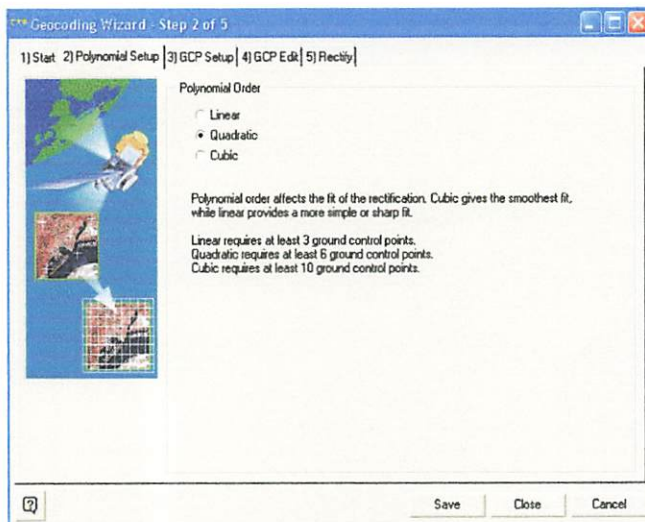 *** Geocoding Wizard - Step 2 of 5
1) Start 2) Polynomial Setup 3) GCP Setup 4) GCP Edit 5) Rectify
Polynomial Order
Linear
Quadratic
Cubic
Polynomial order affects the fit of the rectification. Cubic gives the smoothest fit,
while linear provides a more simple or sharp fit.
Linear requires at least 3 ground control points.
Quadratic requires at least 6 ground control points.
Cubic requires at least 10 ground control points.
?
Save Close Cancel